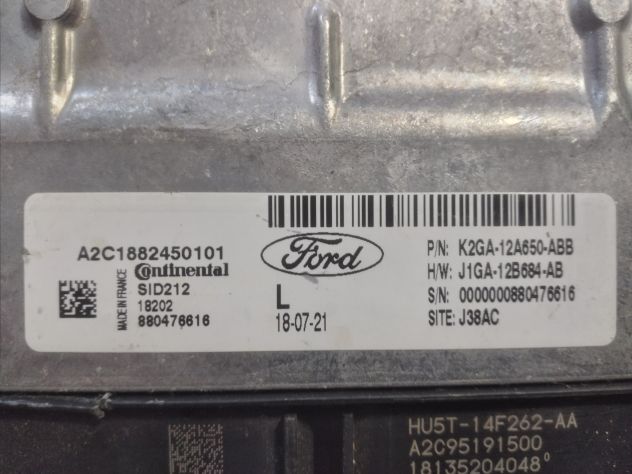 A2C1882450101
MADE IN FRANCE
Continental
SID212
18202
880476616
Ford
L
18-07-21
P/N: K2GA-12A650-ABB
H/W: J1GA-12B684-AB
S/N: 0000000880476616
SITE: J38AC
HU5T-14F262-AA
A2C95191500
18135204048°